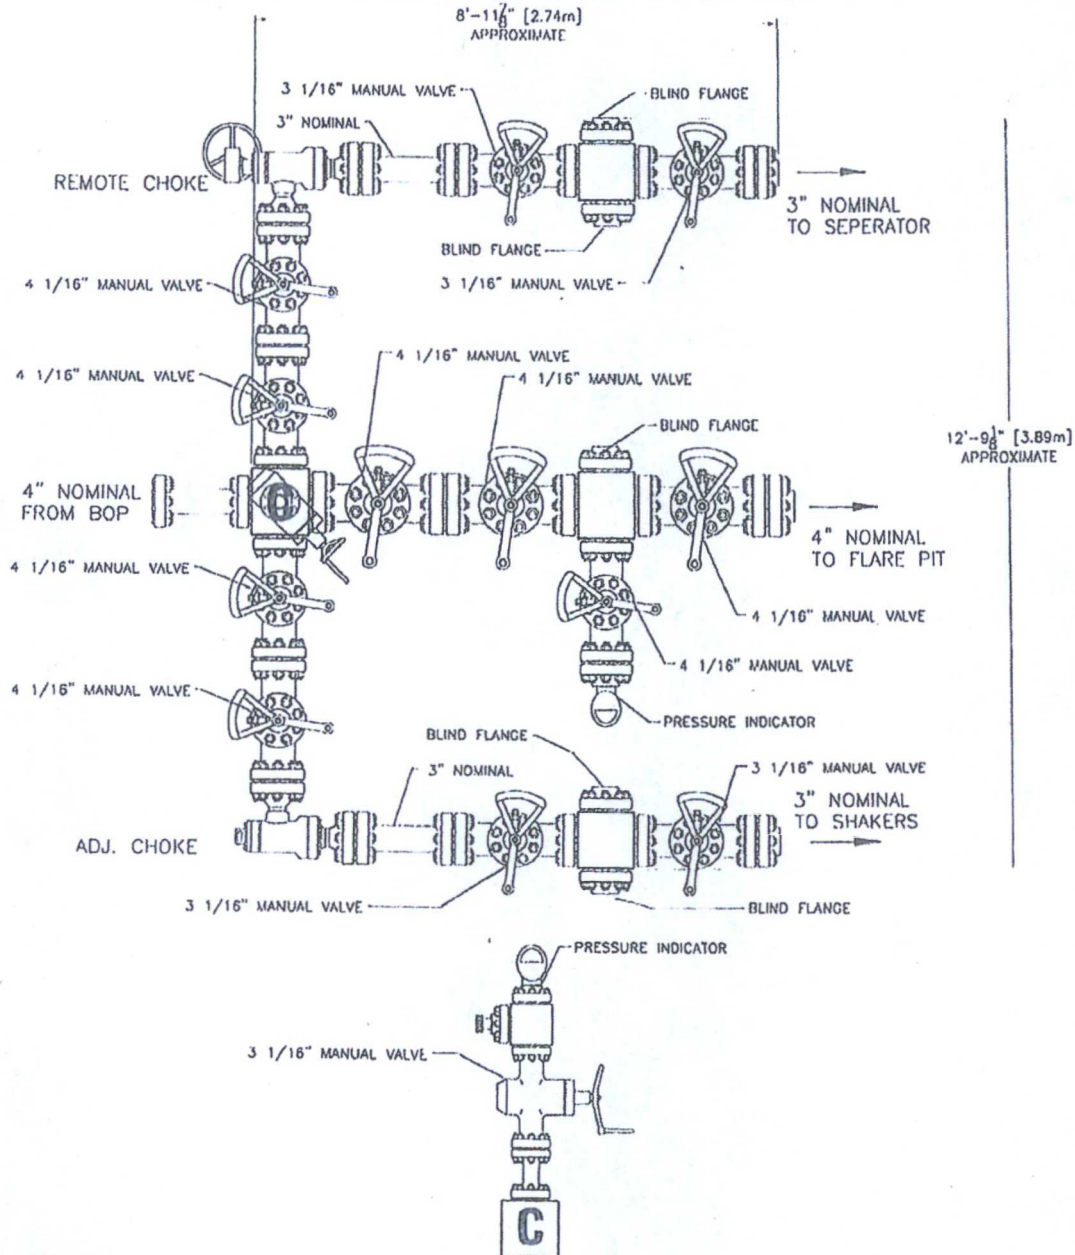 8'-11⅞" [2.74m]
APPROXIMATE
3 1/16" MANUAL VALVE
BLIND FLANGE
3" NOMINAL
REMOTE CHOKE
3" NOMINAL
TO SEPERATOR
BLIND FLANGE
4 1/16" MANUAL VALVE
3 1/16" MANUAL VALVE
4 1/16" MANUAL VALVE
4 1/16" MANUAL VALVE
4 1/16" MANUAL VALVE
BLIND FLANGE
12'-9⅛" [3.89m]
APPROXIMATE
4" NOMINAL
FROM BOP
4" NOMINAL
TO FLARE PIT
4 1/16" MANUAL VALVE
4 1/16" MANUAL VALVE
4 1/16" MANUAL VALVE
4 1/16" MANUAL VALVE
PRESSURE INDICATOR
BLIND FLANGE
3" NOMINAL
3 1/16" MANUAL VALVE
3" NOMINAL
TO SHAKERS
ADJ. CHOKE
3 1/16" MANUAL VALVE
BLIND FLANGE
PRESSURE INDICATOR
3 1/16" MANUAL VALVE
C